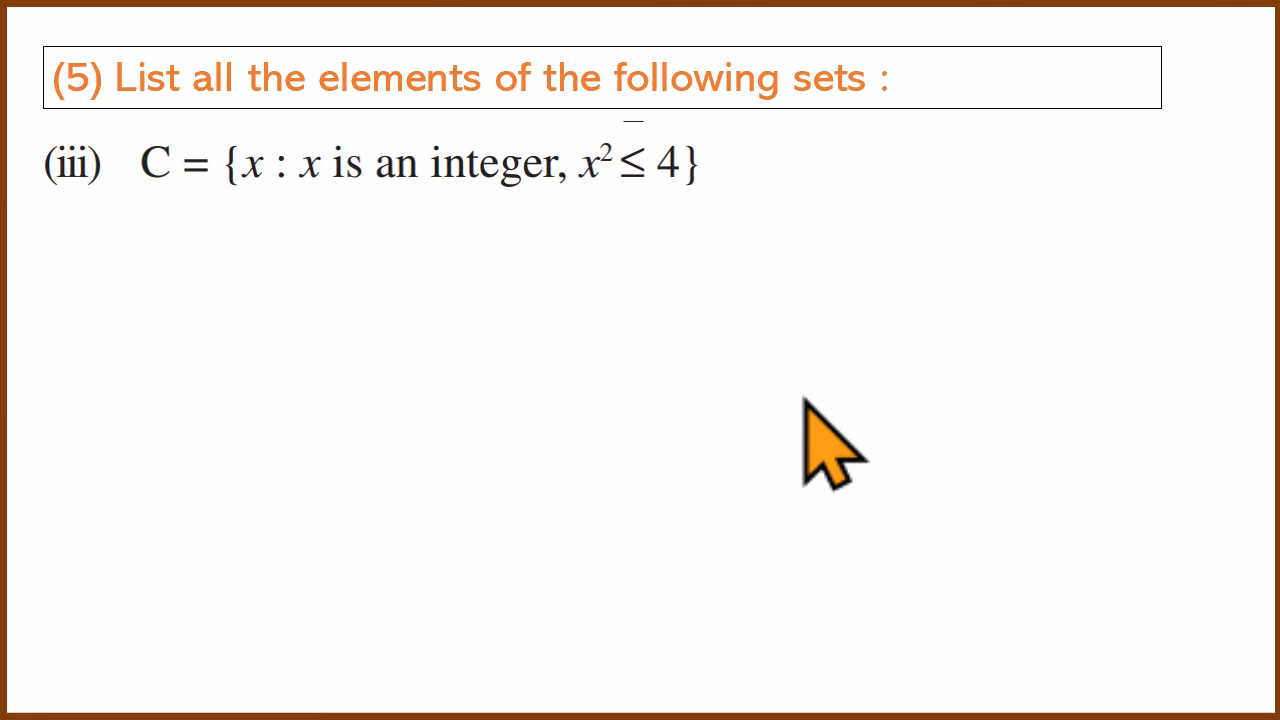 (5) List all the elements of the following sets :
(iii) C = {x : x is an integer, x² ≤ 4}